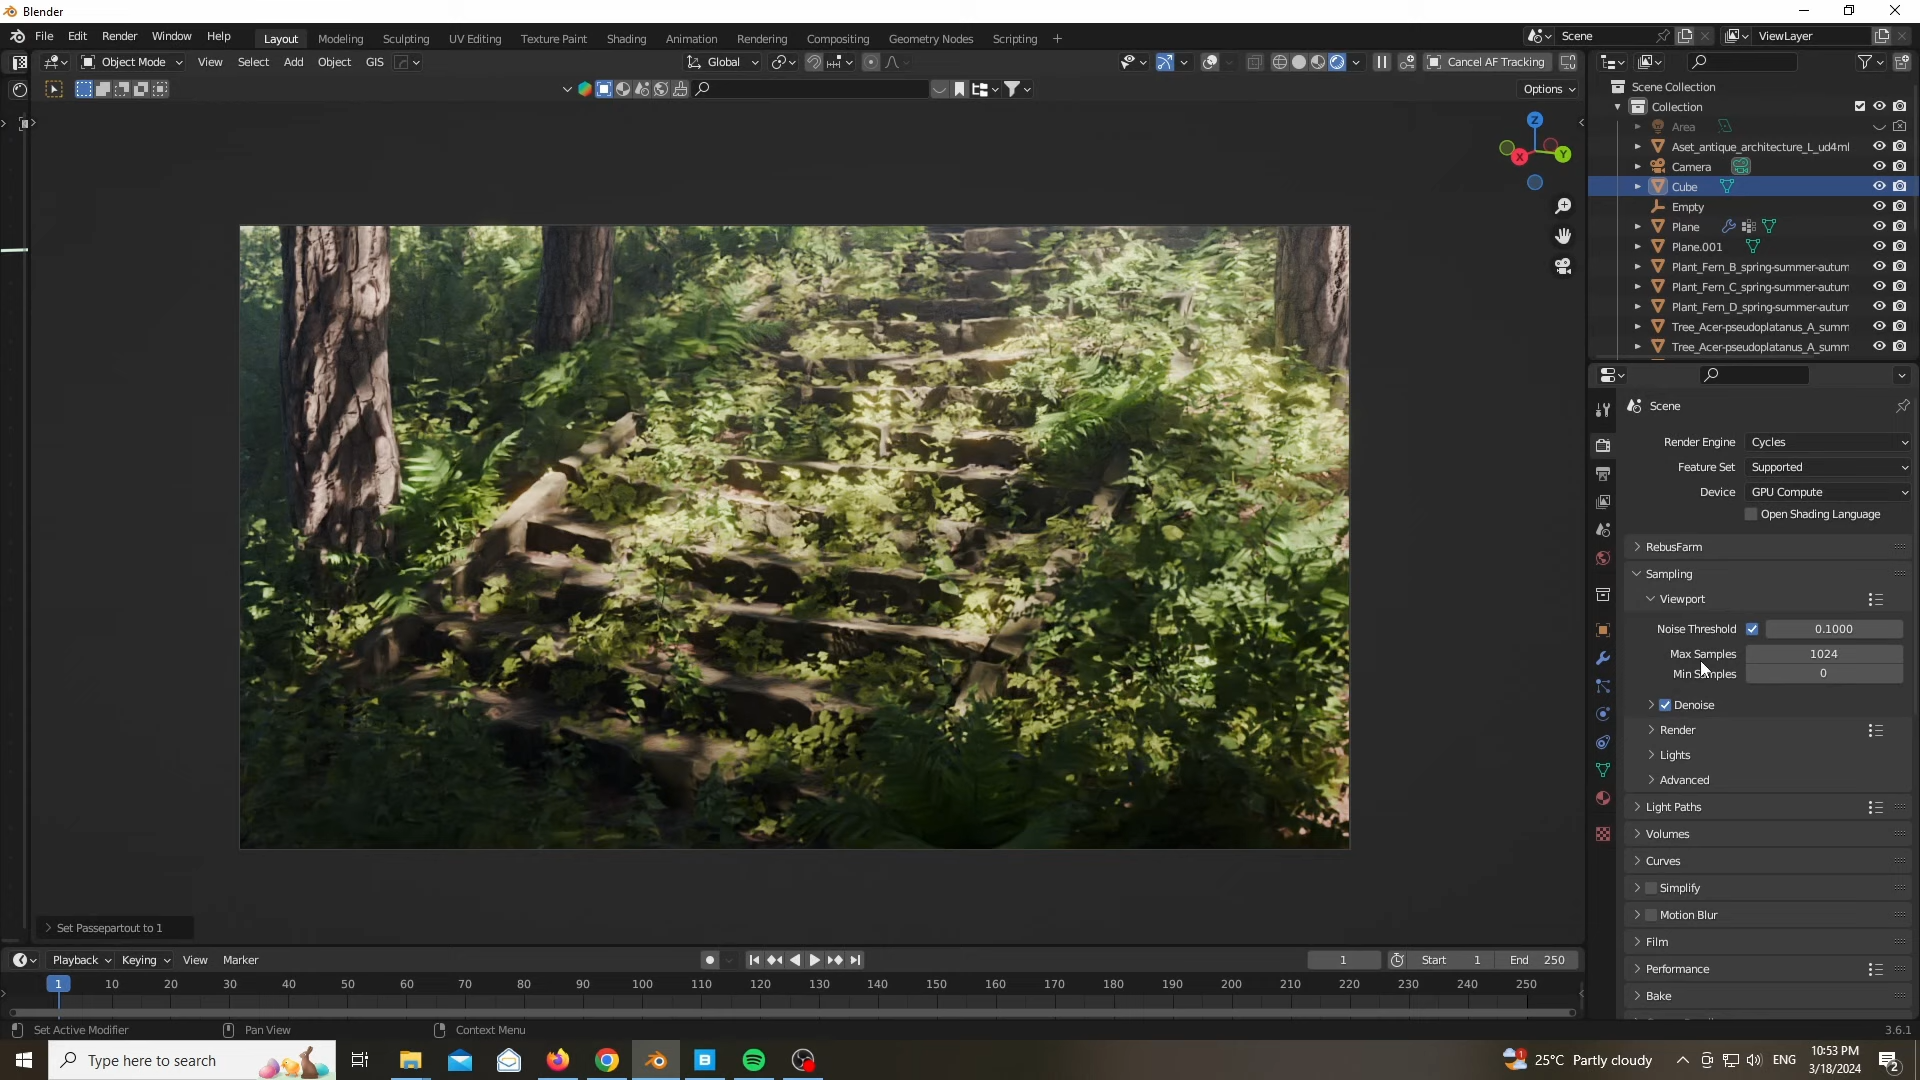 Blender
File Edit Render Window Help
Layout Modeling Sculpting UV Editing Texture Paint Shading Animation Rendering Compositing Geometry Nodes Scripting +
Scene
ViewLayer
Object Mode View Select Add Object GIS
Global
Cancel AF Tracking
Options
Z
X
Y
Scene Collection
Collection
Area
Aset_antique_architecture_L_ud4ml
Camera
Cube
Empty
Plane
Plane.001
Plant_Fern_B_spring-summer-autum
Plant_Fern_C_spring-summer-autum
Plant_Fern_D_spring-summer-autum
Tree_Acer-pseudoplatanus_A_summ
Tree_Acer-pseudoplatanus_A_summ
Scene
Render Engine Cycles
Feature Set Supported
Device GPU Compute
Open Shading Language
RebusFarm
Sampling
Viewport
Noise Threshold 0.1000
Max Samples 1024
Min Samples 0
Denoise
Render
Lights
Advanced
Light Paths
Volumes
Curves
Simplify
Motion Blur
Film
Performance
Bake
Set Passepartout to 1
Playback Keying View Marker
1 Start 1 End 250
1 10 20 30 40 50 60 70 80 90 100 110 120 130 140 150 160 170 180 190 200 210 220 230 240 250
Set Active Modifier Pan View Context Menu
3.6.1
Type here to search
1
25°C Partly cloudy
ENG
10:53 PM
3/18/2024
2